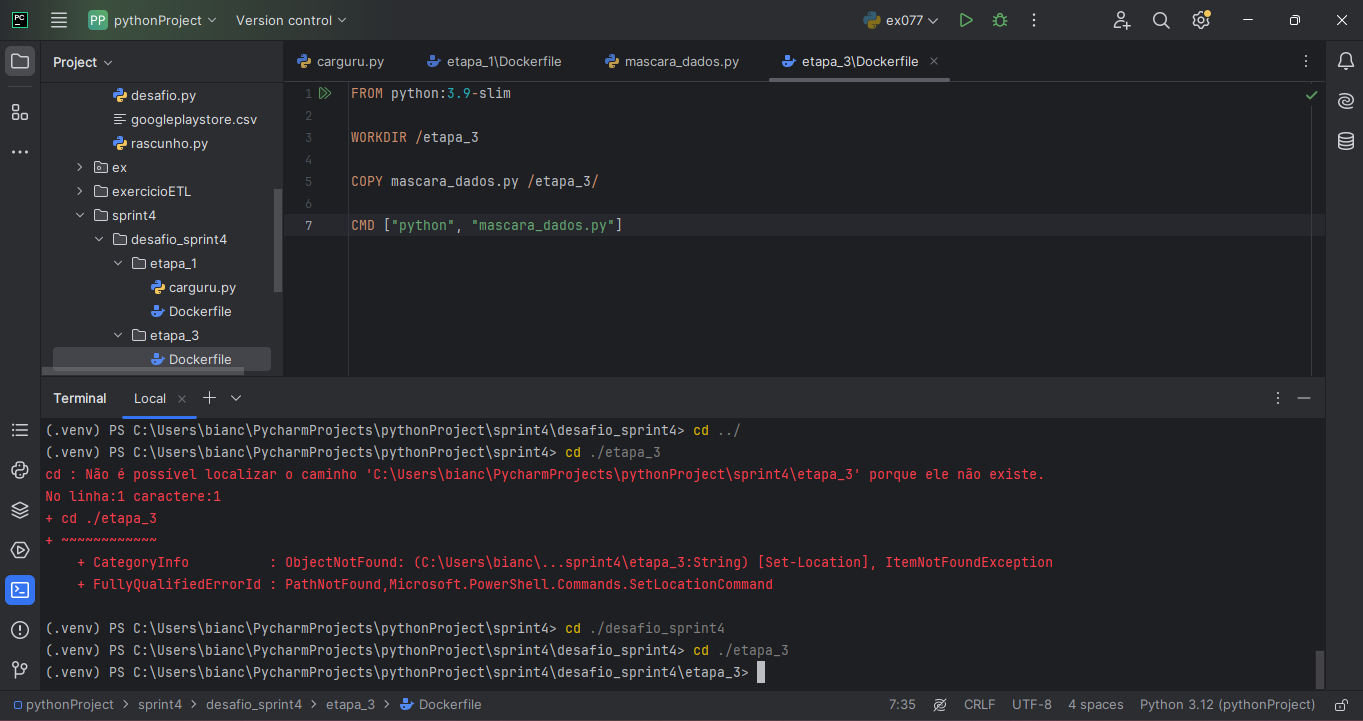 PC
PP pythonProject Version control ex077
Project
desafio.py
googleplaystore.csv
rascunho.py
ex
exercicioETL
sprint4
desafio_sprint4
etapa_1
carguru.py
Dockerfile
etapa_3
Dockerfile
carguru.py etapa_1\Dockerfile mascara_dados.py etapa_3\Dockerfile
1 FROM python:3.9-slim
2
3 WORKDIR /etapa_3
4
5 COPY mascara_dados.py /etapa_3/
6
7 CMD ["python", "mascara_dados.py"]
Terminal Local
(.venv) PS C:\Users\bianc\PycharmProjects\pythonProject\sprint4\desafio_sprint4> cd ../
(.venv) PS C:\Users\bianc\PycharmProjects\pythonProject\sprint4> cd ./etapa_3
cd : Não é possível localizar o caminho 'C:\Users\bianc\PycharmProjects\pythonProject\sprint4\etapa_3' porque ele não existe.
No linha:1 caractere:1
+ cd ./etapa_3
+ ~~~~~~~~~~~~
+ CategoryInfo : ObjectNotFound: (C:\Users\bianc\...sprint4\etapa_3:String) [Set-Location], ItemNotFoundException
+ FullyQualifiedErrorId : PathNotFound,Microsoft.PowerShell.Commands.SetLocationCommand
(.venv) PS C:\Users\bianc\PycharmProjects\pythonProject\sprint4> cd ./desafio_sprint4
(.venv) PS C:\Users\bianc\PycharmProjects\pythonProject\sprint4\desafio_sprint4> cd ./etapa_3
(.venv) PS C:\Users\bianc\PycharmProjects\pythonProject\sprint4\desafio_sprint4\etapa_3>
pythonProject > sprint4 > desafio_sprint4 > etapa_3 > Dockerfile 7:35 CRLF UTF-8 4 spaces Python 3.12 (pythonProject)